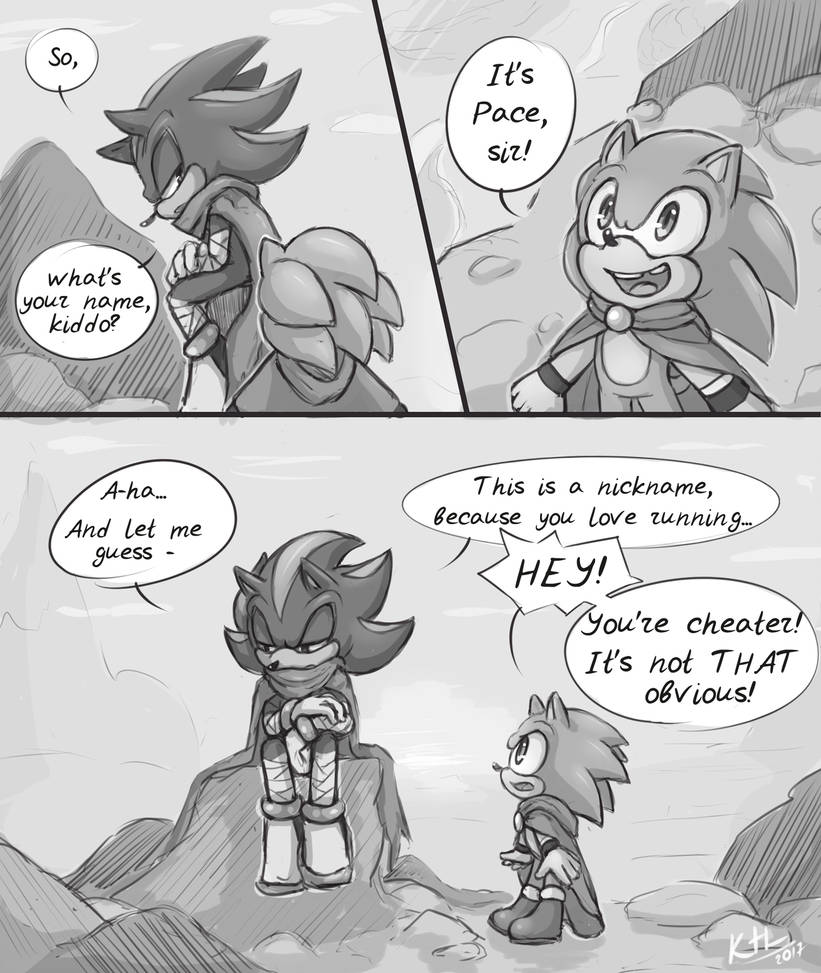 So,
what's
your name,
kiddo?
It's
Pace,
sir!
A-ha...
And let me
guess -
This is a nickname,
because you love running...
HEY!
You're cheater!
It's not THAT
obvious!
KHL
2017